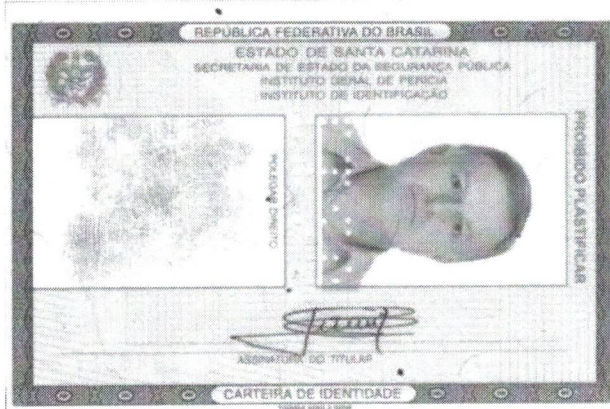 REPÚBLICA FEDERATIVA DO BRASIL
ESTADO DE SANTA CATARINA
SECRETARIA DE ESTADO DA SEGURANÇA PÚBLICA
INSTITUTO GERAL DE PERÍCIA
INSTITUTO DE IDENTIFICAÇÃO
POLEGAR DIREITO
PROIBIDO PLASTIFICAR
ASSINATURA DO TITULAR
CARTEIRA DE IDENTIDADE